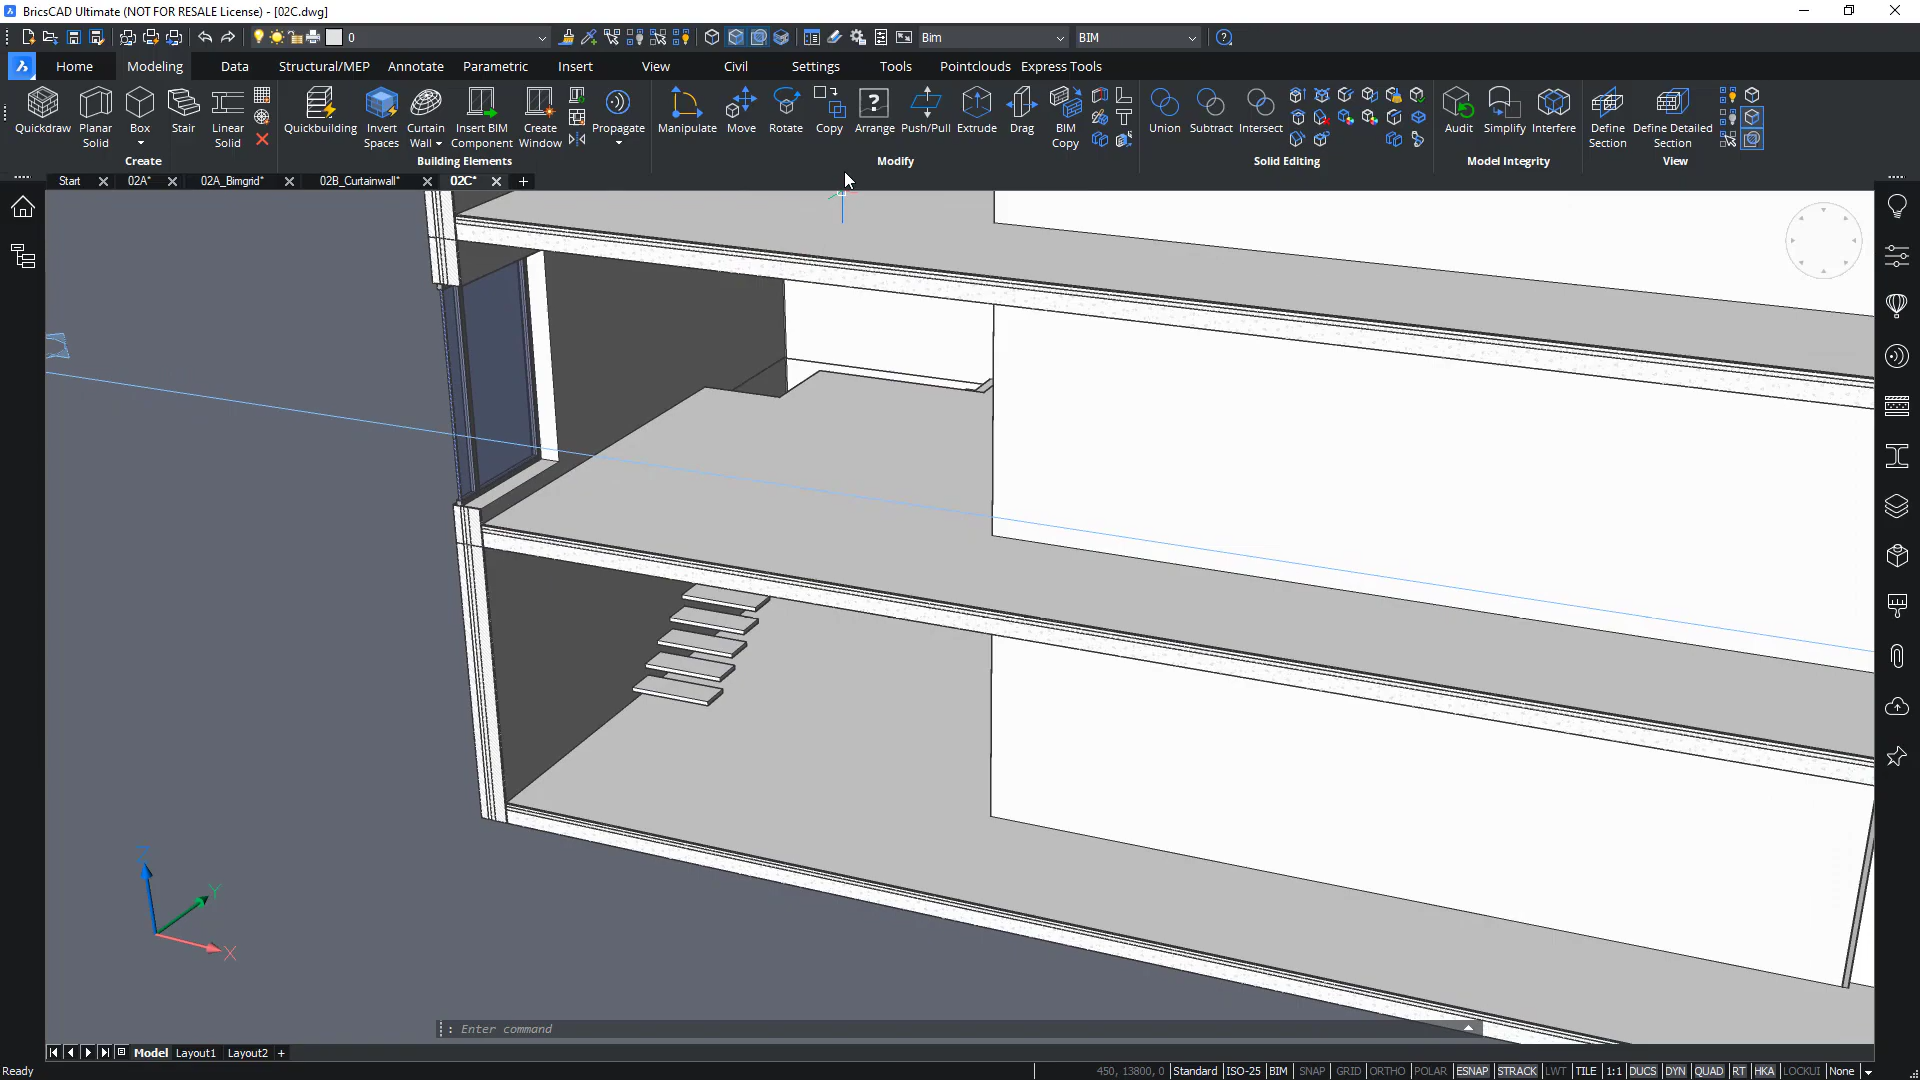 BricsCAD Ultimate (NOT FOR RESALE License) - [02C.dwg]
0 Bim BIM
Home Modeling Data Structural/MEP Annotate Parametric Insert View Civil Settings Tools Pointclouds Express Tools
Quickdraw Planar Solid Box Stair Linear Solid
Quickbuilding Invert Spaces Curtain Wall Insert BIM Component Create Window Propagate
Manipulate Move Rotate Copy Arrange Push/Pull Extrude Drag BIM Copy
Union Subtract Intersect Audit Simplify Interfere Define Section Define Detailed Section
Create Building Elements Modify Solid Editing Model Integrity View
Start 02A* 02A_Bimgrid* 02B_Curtainwall* 02C*
Z
Y
X
: Enter command
Model Layout1 Layout2 +
Ready 450, 13800, 0 Standard ISO-25 BIM SNAP GRID ORTHO POLAR ESNAP STRACK LWT TILE 1:1 DUCS DYN QUAD RT HKA LOCKUI None